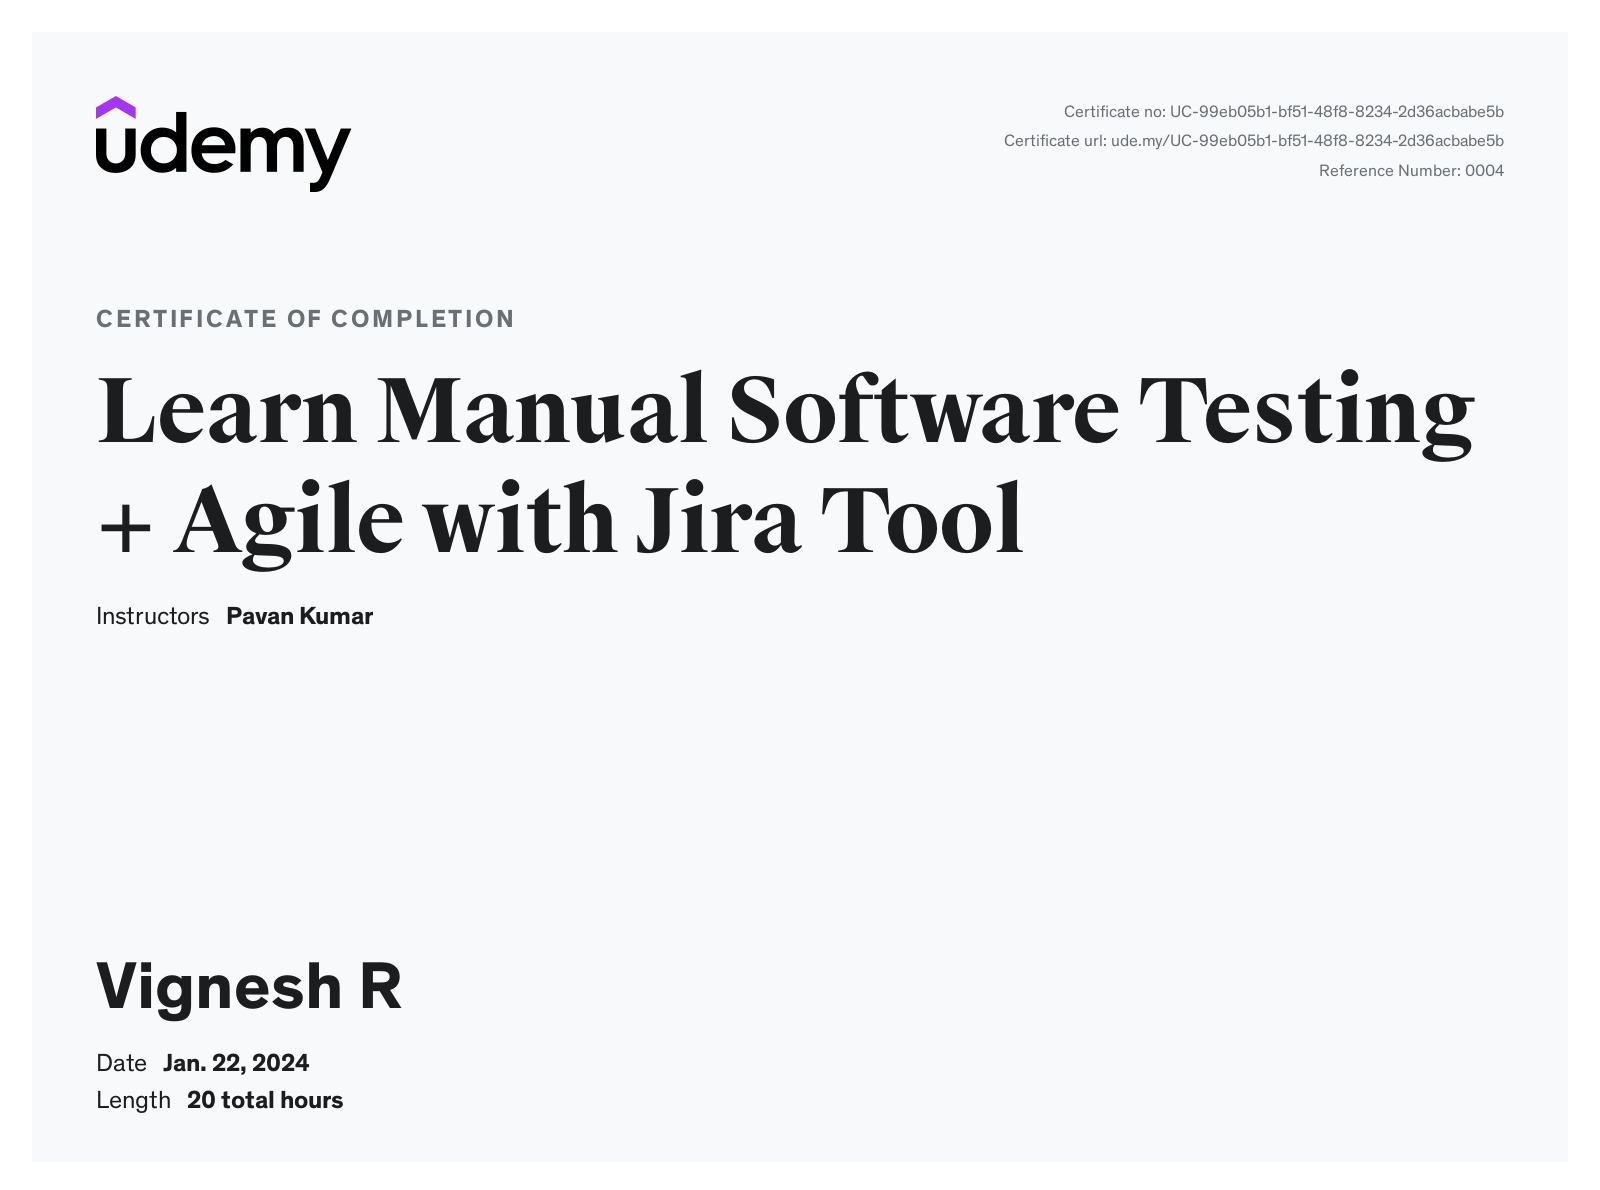 udemy
Certificate no: UC-99eb05b1-bf51-48f8-8234-2d36acbabe5b
Certificate url: ude.my/UC-99eb05b1-bf51-48f8-8234-2d36acbabe5b
Reference Number: 0004
CERTIFICATE OF COMPLETION
Learn Manual Software Testing
+ Agile with Jira Tool
Instructors Pavan Kumar
Vignesh R
Date Jan. 22, 2024
Length 20 total hours